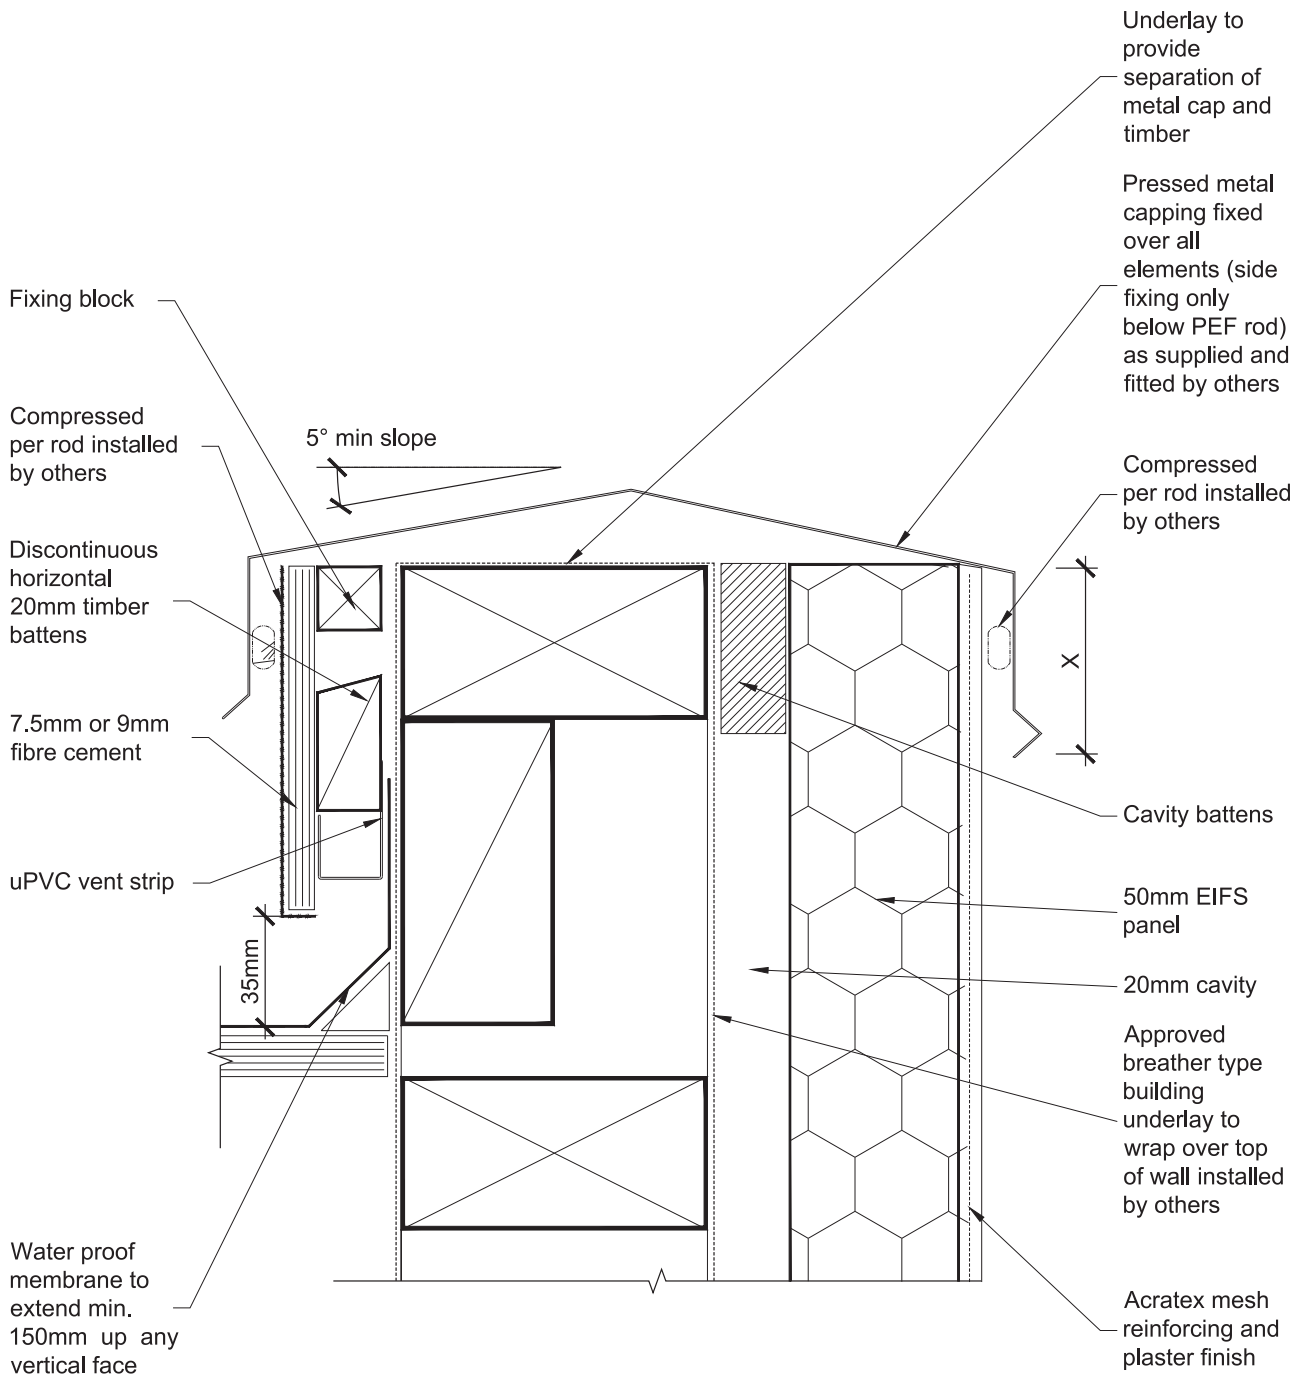 Underlay to
provide
separation of
metal cap and
timber
Pressed metal
capping fixed
over all
elements (side
fixing only
below PEF rod)
as supplied and
fitted by others
Fixing block
Compressed
per rod installed
by others
5° min slope
Compressed
per rod installed
by others
Discontinuous
horizontal
20mm timber
battens
X
7.5mm or 9mm
fibre cement
Cavity battens
uPVC vent strip
50mm EIFS
panel
35mm
20mm cavity
Approved
breather type
building
underlay to
wrap over top
of wall installed
by others
Water proof
membrane to
extend min.
150mm up any
vertical face
Acratex mesh
reinforcing and
plaster finish